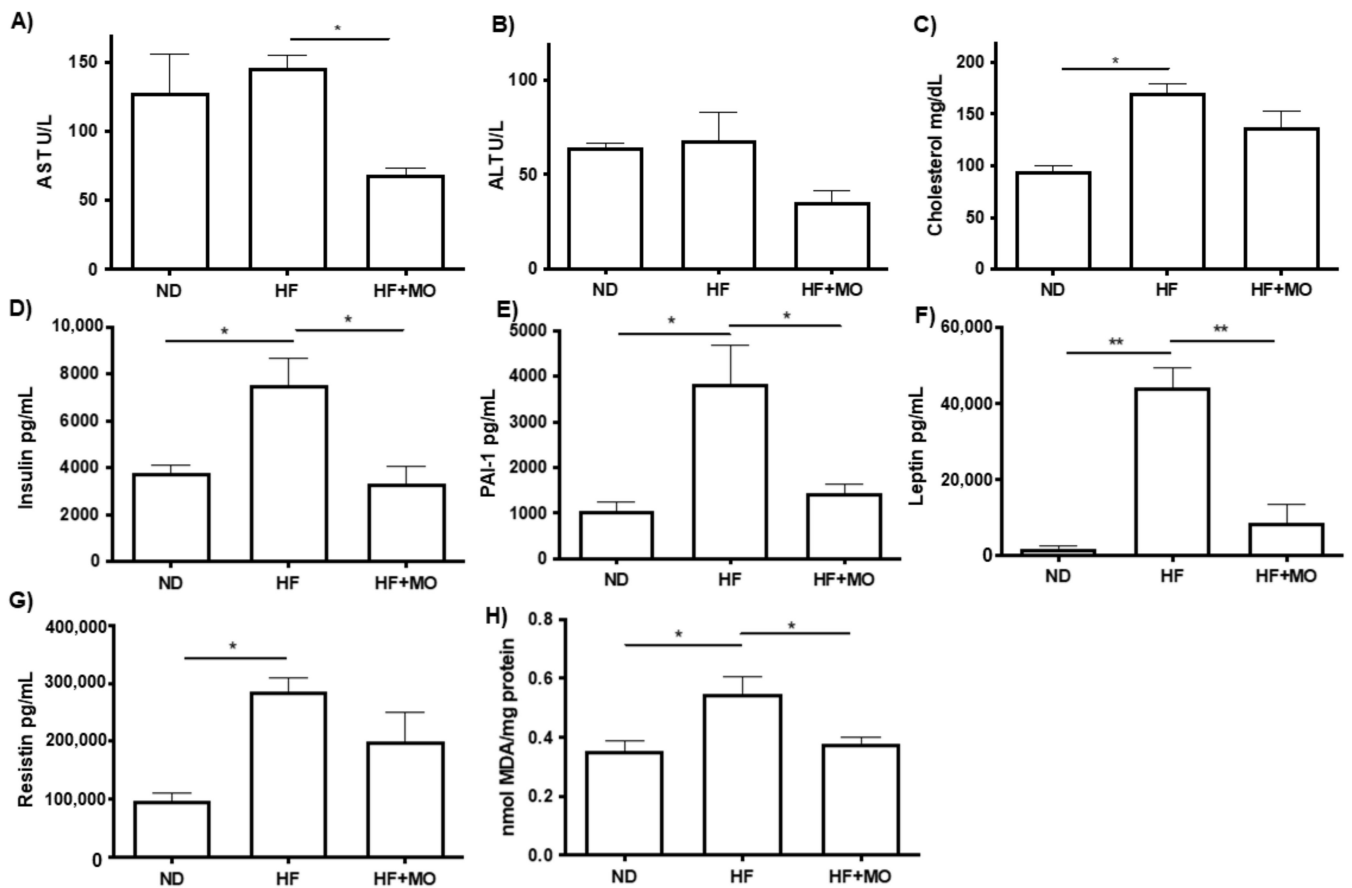 A)
AST U/L
150
100
50
0
*
ND HF HF+MO
B)
ALT U/L
100
50
0
ND HF HF+MO
C)
Cholesterol mg/dL
200
150
100
50
0
*
ND HF HF+MO
D)
Insulin pg/mL
10,000
8000
6000
4000
2000
0
* *
ND HF HF+MO
E)
PAI-1 pg/mL
5000
4000
3000
2000
1000
0
* *
ND HF HF+MO
F)
Leptin pg/mL
60,000
40,000
20,000
0
** **
ND HF HF+MO
G)
Resistin pg/mL
400,000
300,000
200,000
100,000
0
*
ND HF HF+MO
H)
nmol MDA/mg protein
0.8
0.6
0.4
0.2
0.0
* *
ND HF HF+MO